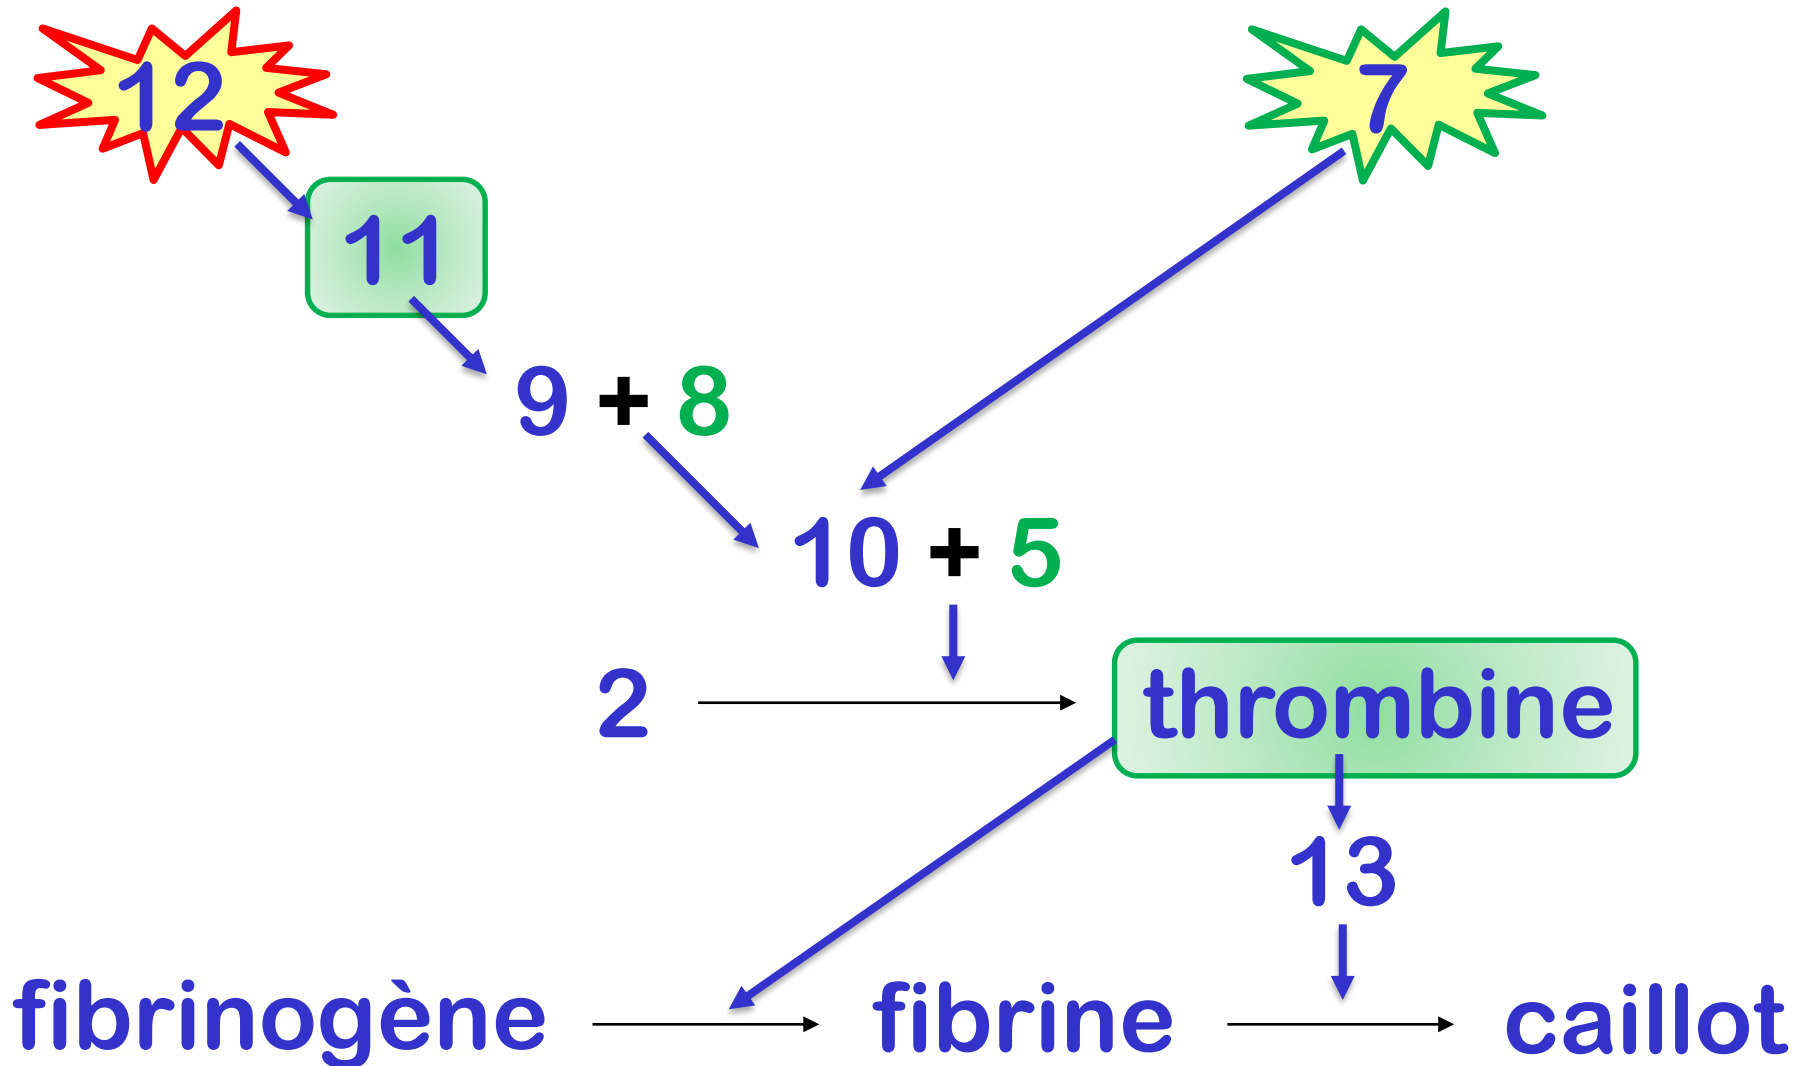 12
7
11
9 + 8
10 + 5
2
thrombine
13
fibrinogène
fibrine
caillot